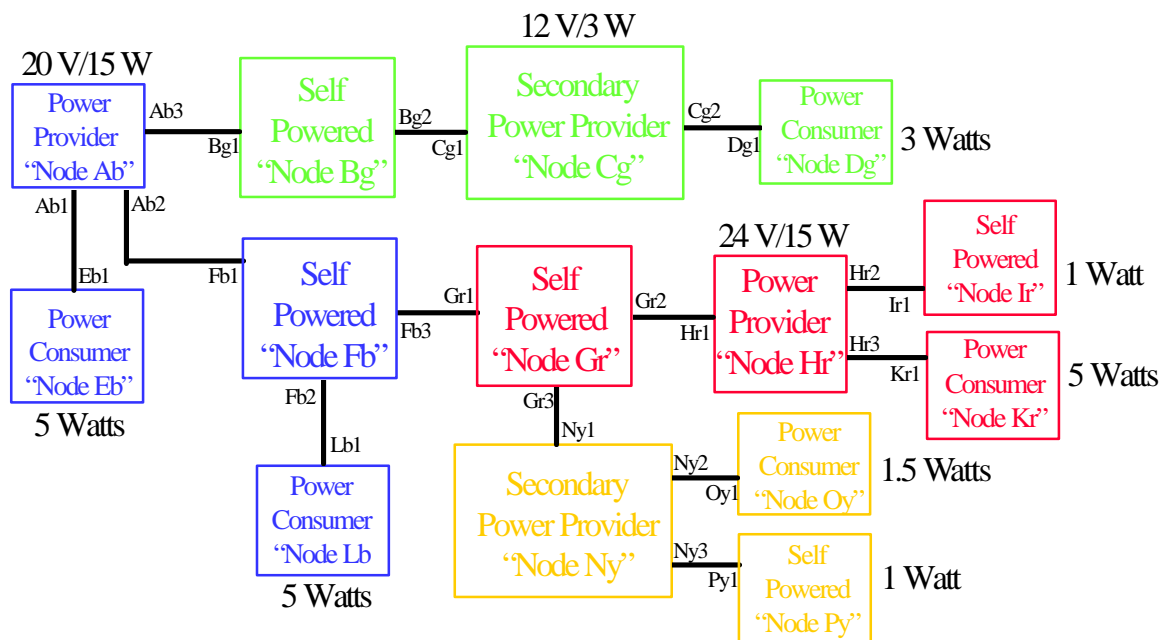 12 V/3 W
20 V/15 W
Power
Provider
“Node Ab”
Ab3
Bg1
Self
Powered
“Node Bg”
Bg2
Cg1
Secondary
Power Provider
“Node Cg”
Cg2
Dg1
Power
Consumer
“Node Dg”
3 Watts
Ab1
Ab2
Eb1
Fb1
Power
Consumer
“Node Eb”
5 Watts
Self
Powered
“Node Fb”
Fb2
Lb1
Fb3
Gr1
Self
Powered
“Node Gr”
Gr2
Hr1
24 V/15 W
Power
Provider
“Node Hr”
Hr2
Ir1
Self
Powered
“Node Ir”
1 Watt
Hr3
Kr1
Power
Consumer
“Node Kr”
5 Watts
Power
Consumer
“Node Lb
5 Watts
Gr3
Ny1
Secondary
Power Provider
“Node Ny”
Ny2
Oy1
Power
Consumer
“Node Oy”
1.5 Watts
Ny3
Py1
Self
Powered
“Node Py”
1 Watt